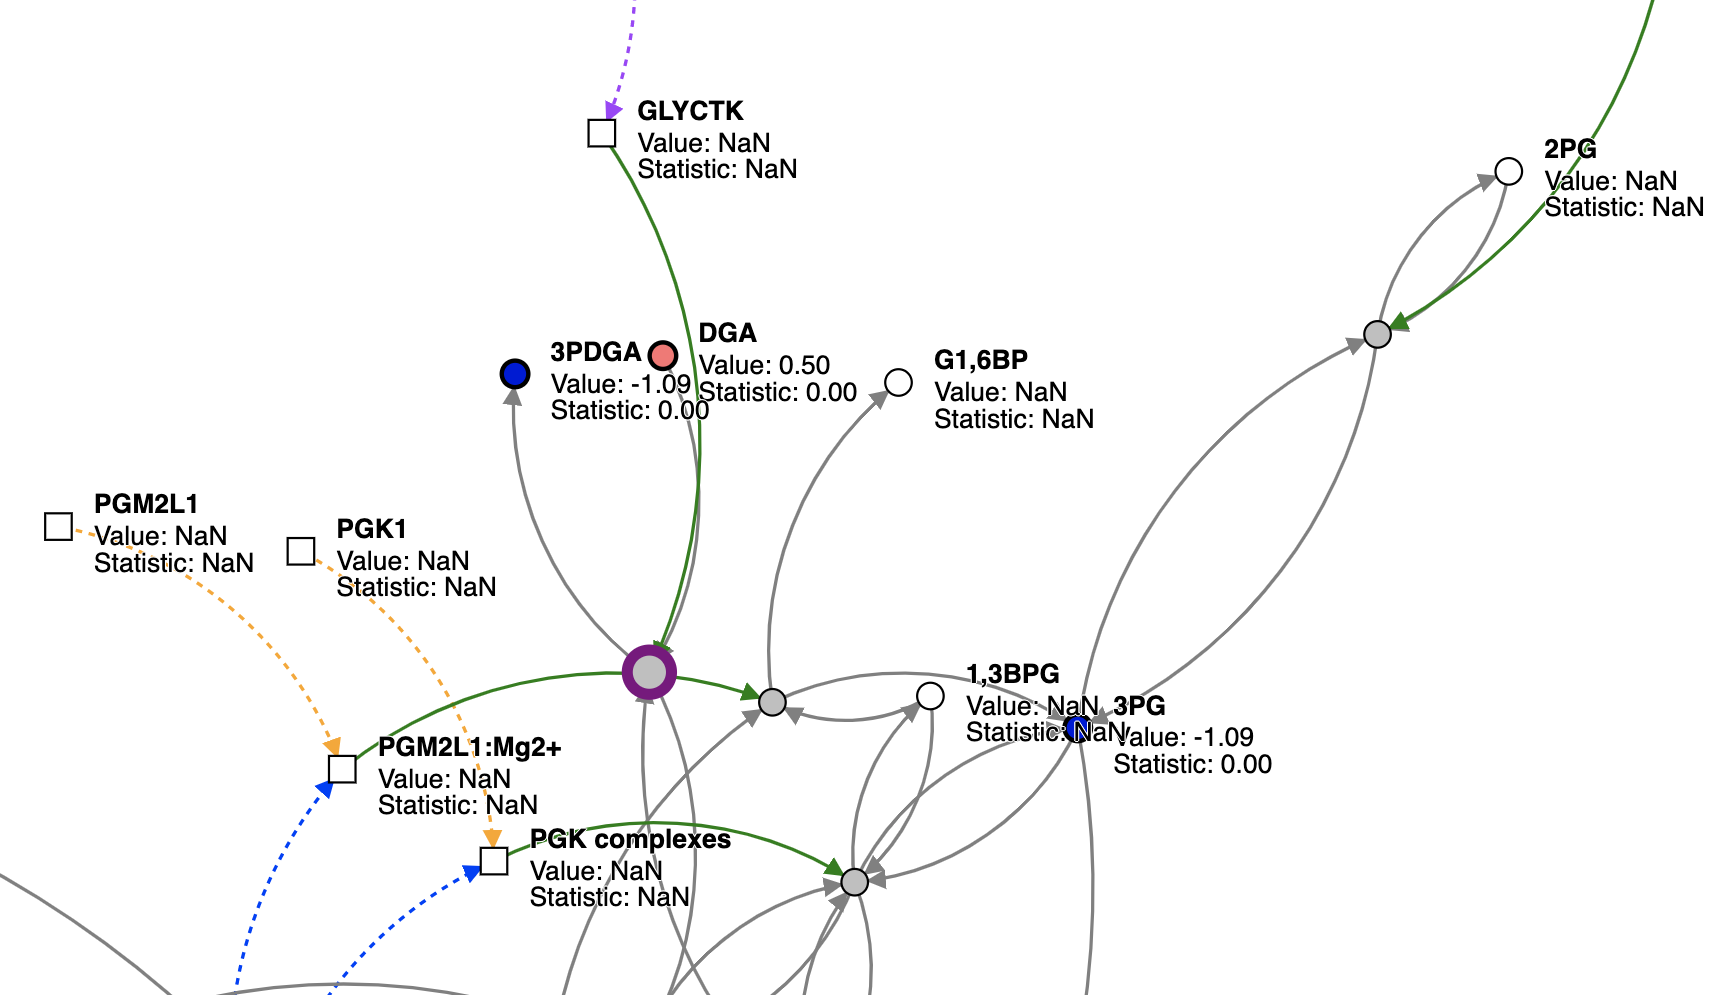 GLYCTK
Value: NaN
Statistic: NaN
2PG
Value: NaN
Statistic: NaN
DGA
Value: 0.50
Statistic: 0.00
3PDGA
Value: -1.09
Statistic: 0.00
G1,6BP
Value: NaN
Statistic: NaN
PGM2L1
Value: NaN
Statistic: NaN
PGK1
Value: NaN
Statistic: NaN
1,3BPG
Value: NaN
Statistic: NaN
3PG
Value: -1.09
Statistic: 0.00
PGM2L1:Mg2+
Value: NaN
Statistic: NaN
PGK complexes
Value: NaN
Statistic: NaN